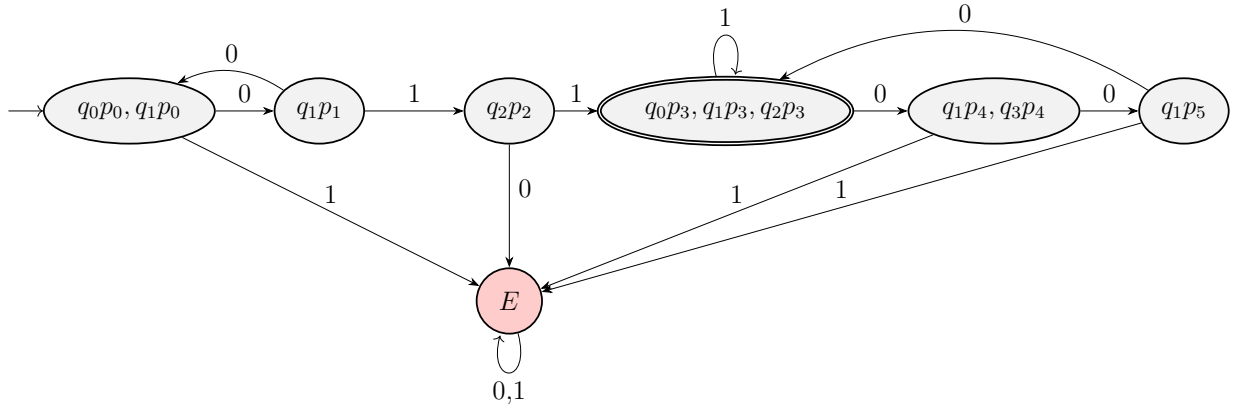 1
0
0
q₀p₀, q₁p₀
0
q₁p₁
1
q₂p₂
1
q₀p₃, q₁p₃, q₂p₃
0
q₁p₄, q₃p₄
0
q₁p₅
1
0
1
1
E
0,1